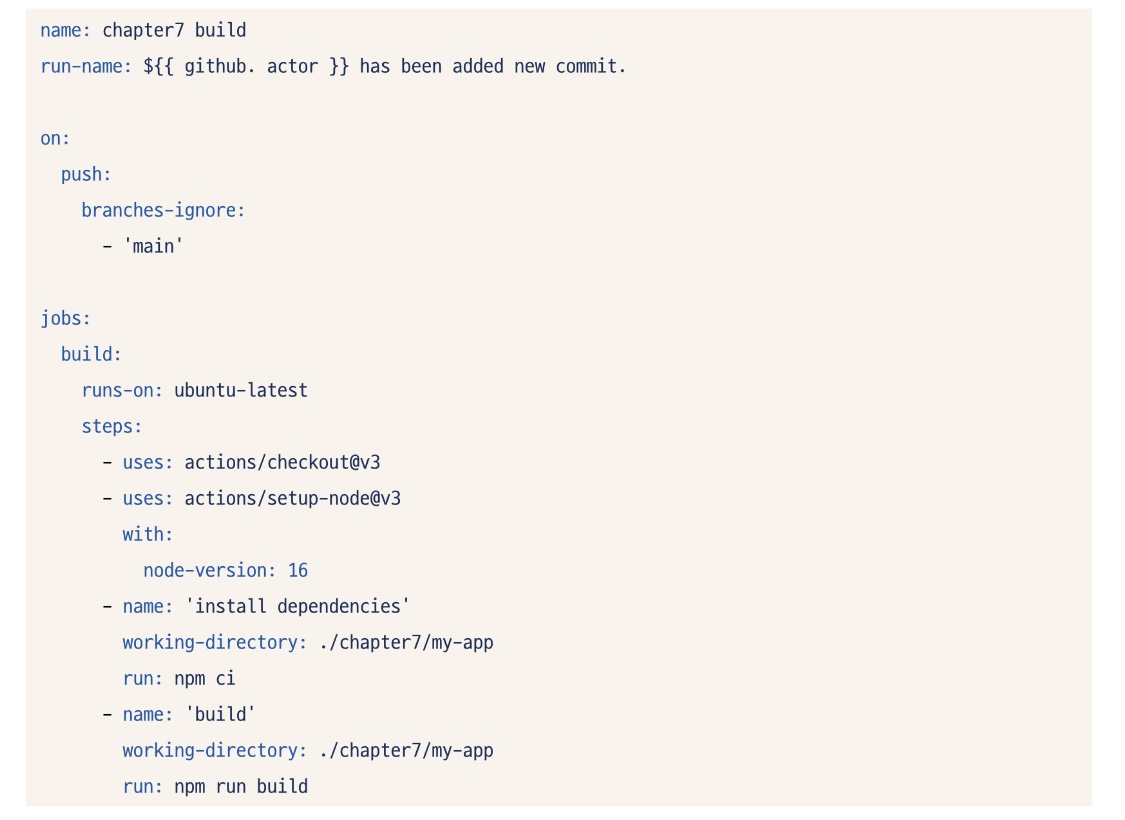 name: chapter7 build
run-name: ${{ github. actor }} has been added new commit.

on:
  push:
    branches-ignore:
      - 'main'

jobs:
  build:
    runs-on: ubuntu-latest
    steps:
      - uses: actions/checkout@v3
      - uses: actions/setup-node@v3
        with:
          node-version: 16
      - name: 'install dependencies'
        working-directory: ./chapter7/my-app
        run: npm ci
      - name: 'build'
        working-directory: ./chapter7/my-app
        run: npm run build